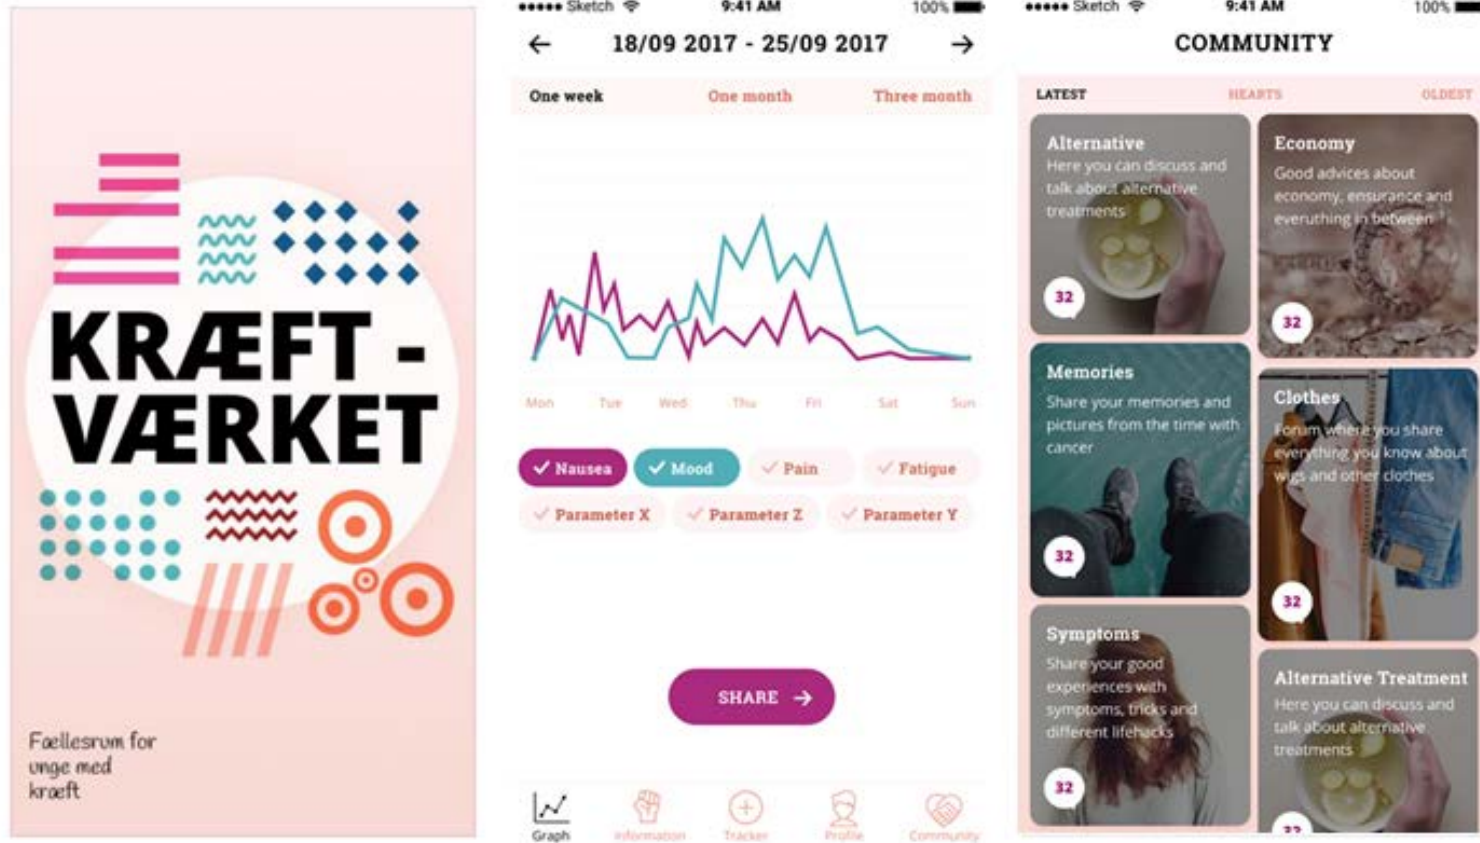 KRÆFT -
VÆRKET
Fællesrum for
unge med
kræft
Sketch 9:41 AM 100%
18/09 2017 - 25/09 2017
One week One month Three month
Mon Tue Wed Thu Fri Sat Sun
Nausea Mood Pain Fatigue
Parameter X Parameter Z Parameter Y
SHARE
Graph Information Tracker Profile Community
Sketch 9:41 AM 100%
COMMUNITY
LATEST HEARTS OLDEST
Alternative
Here you can discuss and
talk about alternative
treatments
32
Economy
Good advices about
economy, ensurance and
everuthing in between
32
Memories
Share your memories and
pictures from the time with
cancer
32
Clothes
Forum where you share
everything you know about
wigs and other clothes
32
Symptoms
Share your good
experiences with
symptoms, tricks and
different lifehacks
32
Alternative Treatment
Here you can discuss and
talk about alternative
treatments
32